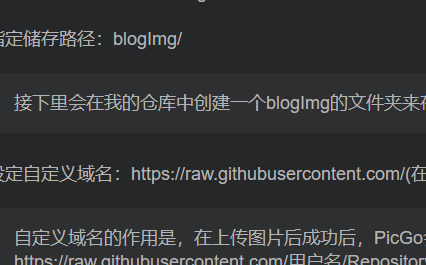 指定储存路径：blogImg/
接下里会在我的仓库中创建一个blogImg的文件夹来
设定自定义域名：https://raw.githubusercontent.com/(在
自定义域名的作用是，在上传图片后成功后，PicGo
https://raw.githubusercontent.com/用户名/Repository